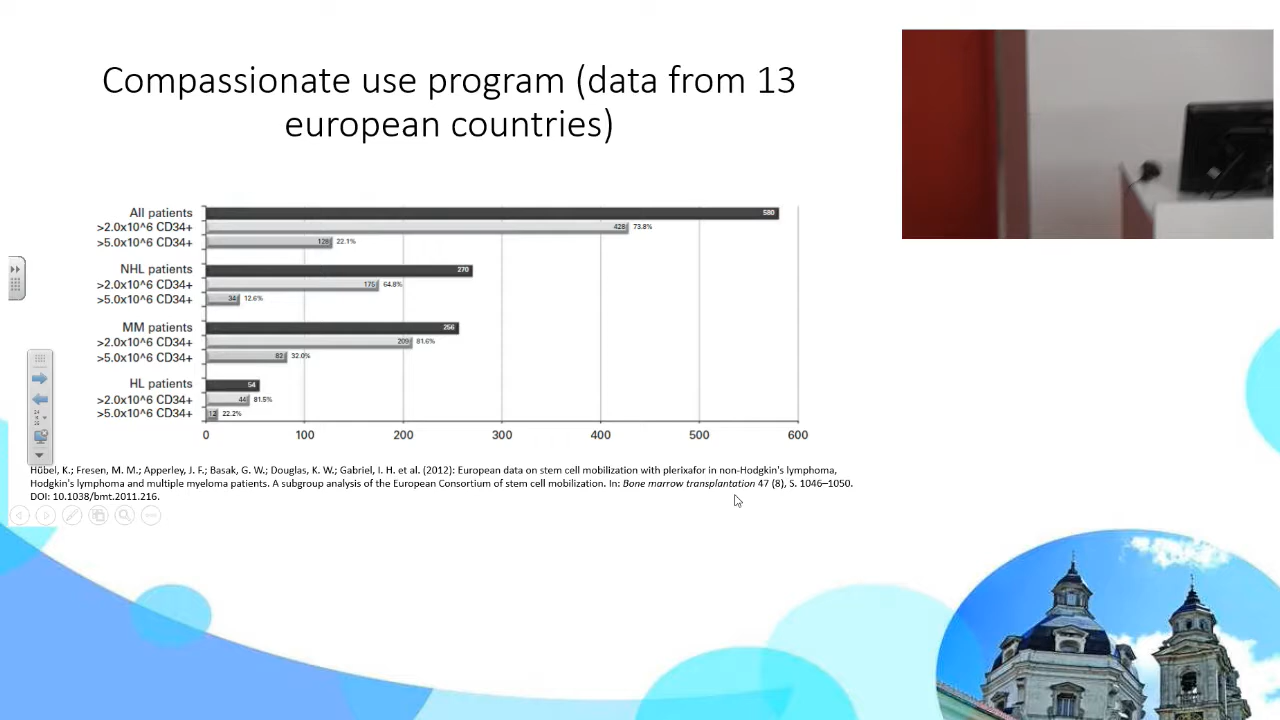 Compassionate use program (data from 13
european countries)
All patients 580
>2.0x10^6 CD34+ 428 73.8%
>5.0x10^6 CD34+ 128 22.1%
NHL patients 270
>2.0x10^6 CD34+ 175 64.8%
>5.0x10^6 CD34+ 34 12.6%
MM patients 256
>2.0x10^6 CD34+ 209 81.6%
>5.0x10^6 CD34+ 82 32.0%
HL patients 54
>2.0x10^6 CD34+ 44 81.5%
>5.0x10^6 CD34+ 12 22.2%
0 100 200 300 400 500 600
Hübel, K.; Fresen, M. M.; Apperley, J. F.; Basak, G. W.; Douglas, K. W.; Gabriel, I. H. et al. (2012): European data on stem cell mobilization with plerixafor in non-Hodgkin's lymphoma,
Hodgkin's lymphoma and multiple myeloma patients. A subgroup analysis of the European Consortium of stem cell mobilization. In: Bone marrow transplantation 47 (8), S. 1046–1050.
DOI: 10.1038/bmt.2011.216.